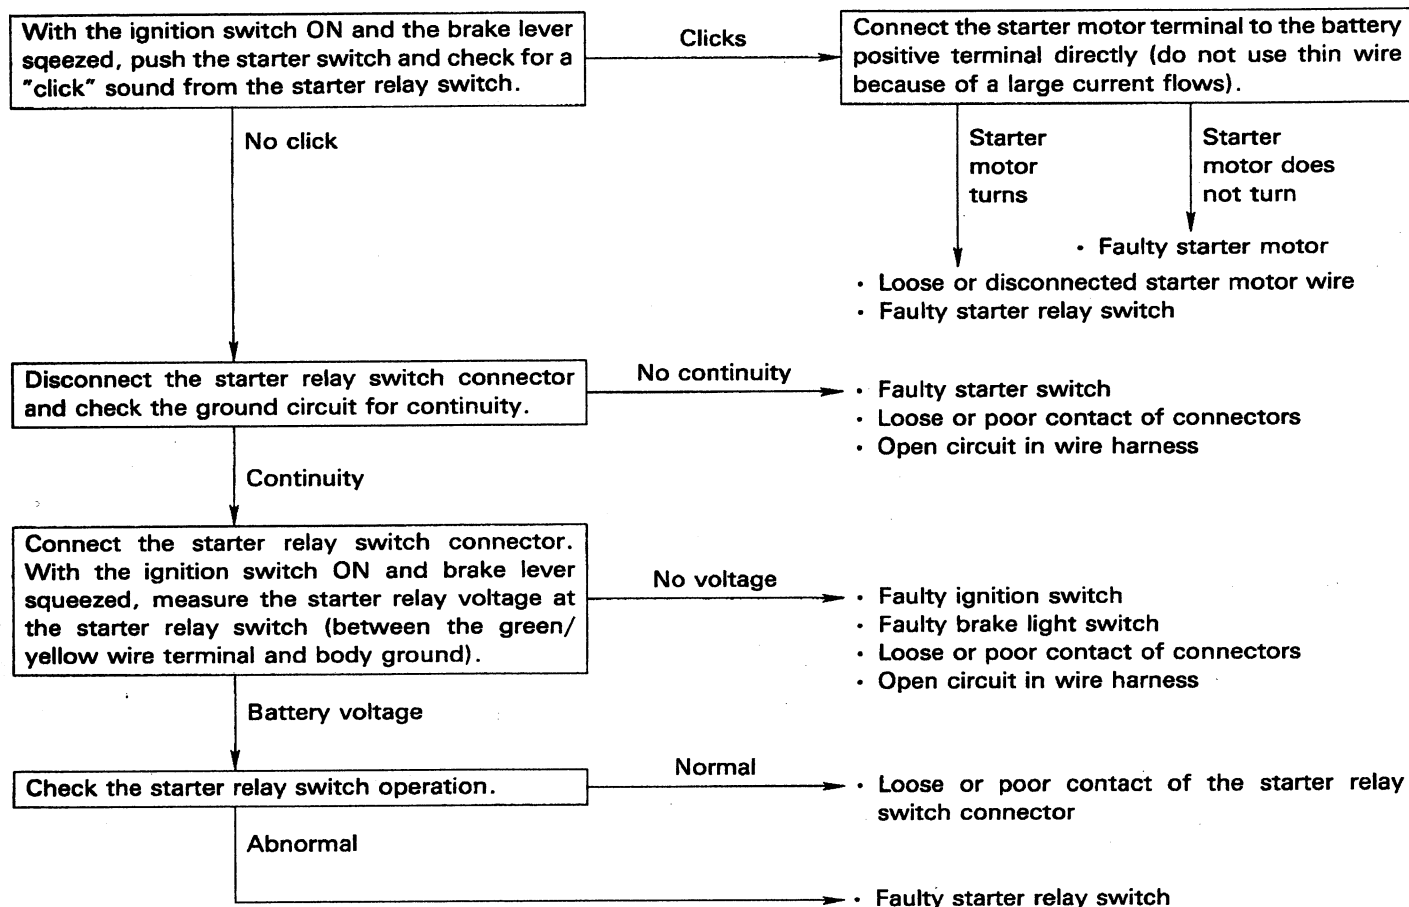 With the ignition switch ON and the brake lever
sqeezed, push the starter switch and check for a
"click" sound from the starter relay switch.
Clicks
Connect the starter motor terminal to the battery
positive terminal directly (do not use thin wire
because of a large current flows).
No click
Starter
motor
turns
Starter
motor does
not turn
• Faulty starter motor
• Loose or disconnected starter motor wire
• Faulty starter relay switch
Disconnect the starter relay switch connector
and check the ground circuit for continuity.
No continuity
• Faulty starter switch
• Loose or poor contact of connectors
• Open circuit in wire harness
Continuity
Connect the starter relay switch connector.
With the ignition switch ON and brake lever
squeezed, measure the starter relay voltage at
the starter relay switch (between the green/
yellow wire terminal and body ground).
No voltage
• Faulty ignition switch
• Faulty brake light switch
• Loose or poor contact of connectors
• Open circuit in wire harness
Battery voltage
Check the starter relay switch operation.
Normal
• Loose or poor contact of the starter relay
switch connector
Abnormal
• Faulty starter relay switch